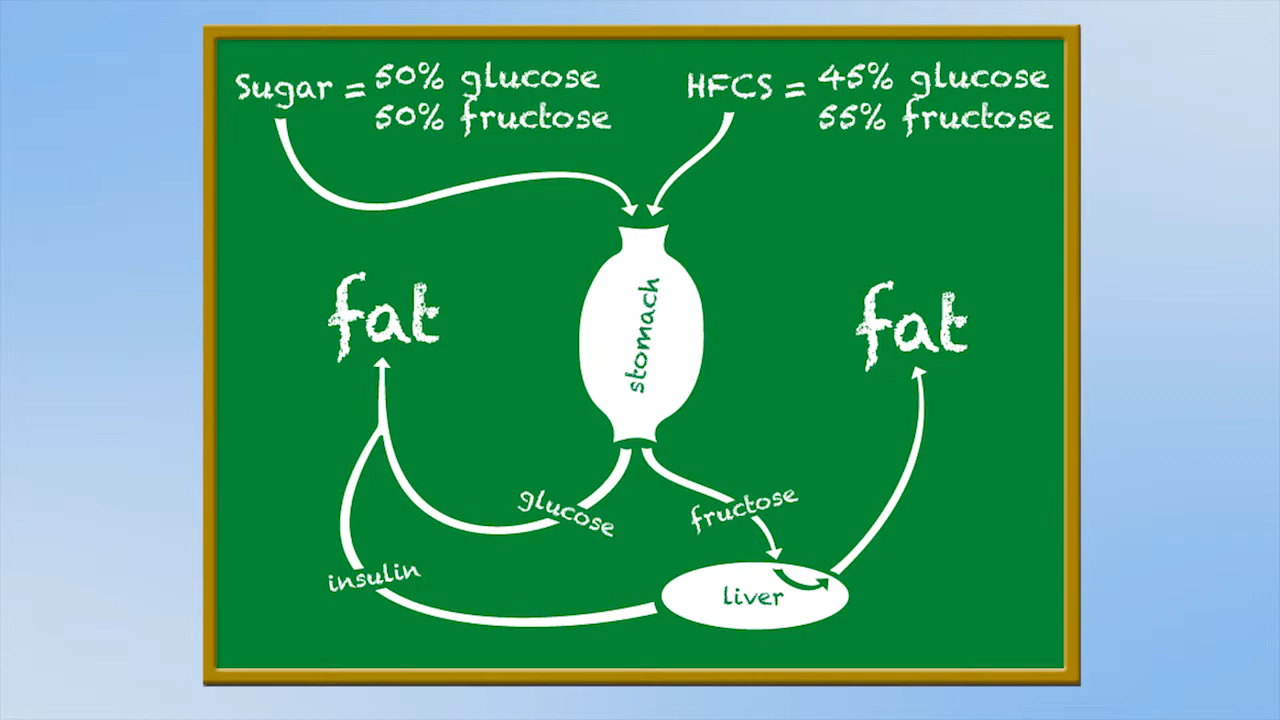 Sugar = 50% glucose
50% fructose
HFCS = 45% glucose
55% fructose
fat
stomach
fat
glucose
fructose
insulin
liver